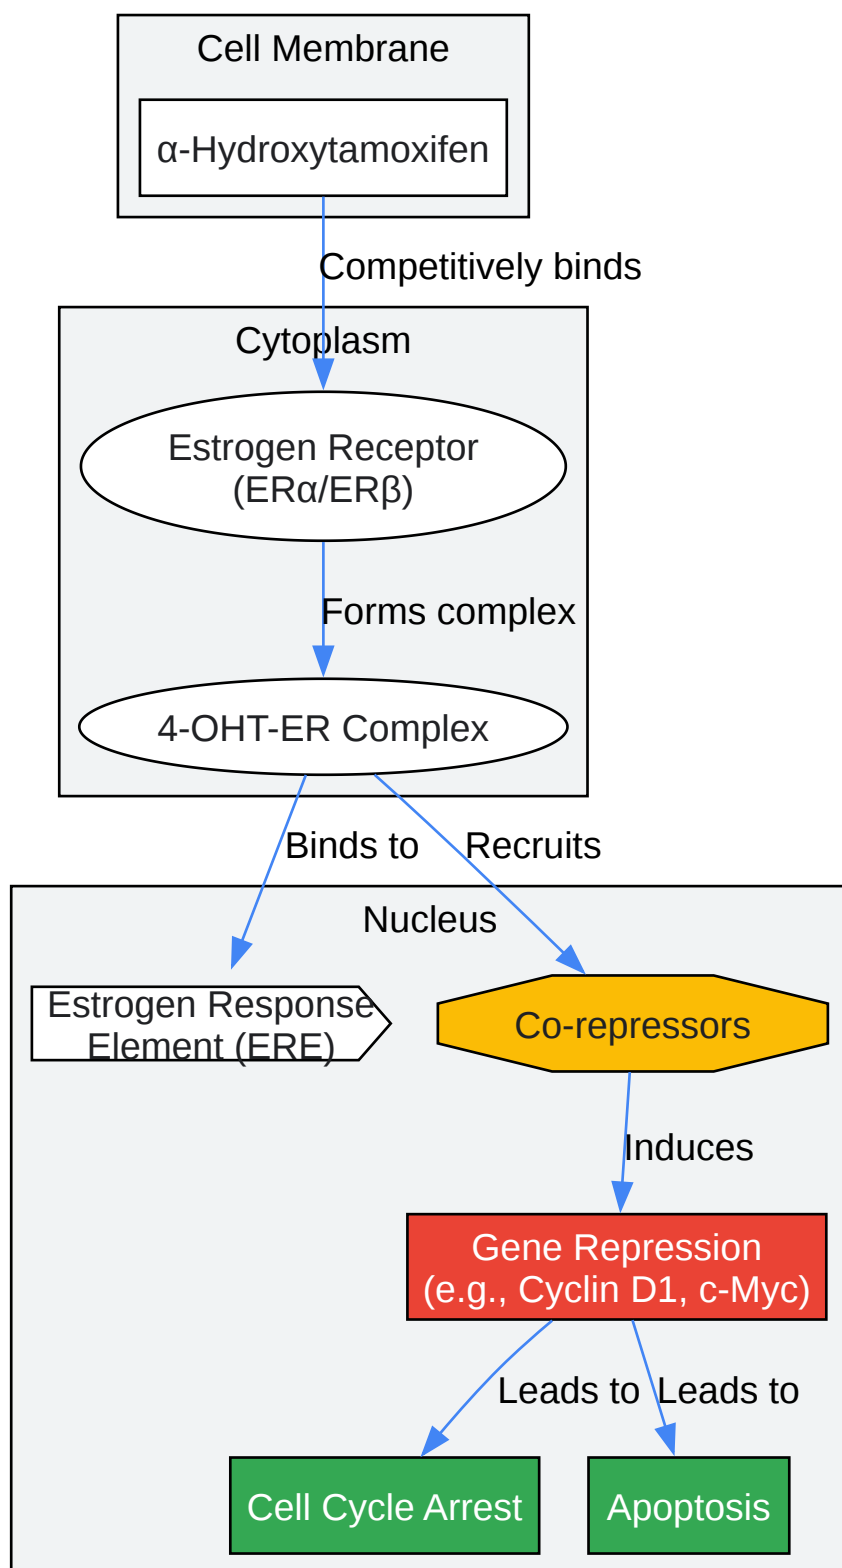 Cell Membrane
α-Hydroxytamoxifen
Competitively binds
Cytoplasm
Estrogen Receptor
(ERα/ERβ)
Forms complex
4-OHT-ER Complex
Binds to
Recruits
Nucleus
Estrogen Response
Element (ERE)
Co-repressors
Induces
Gene Repression
(e.g., Cyclin D1, c-Myc)
Leads to
Leads to
Cell Cycle Arrest
Apoptosis